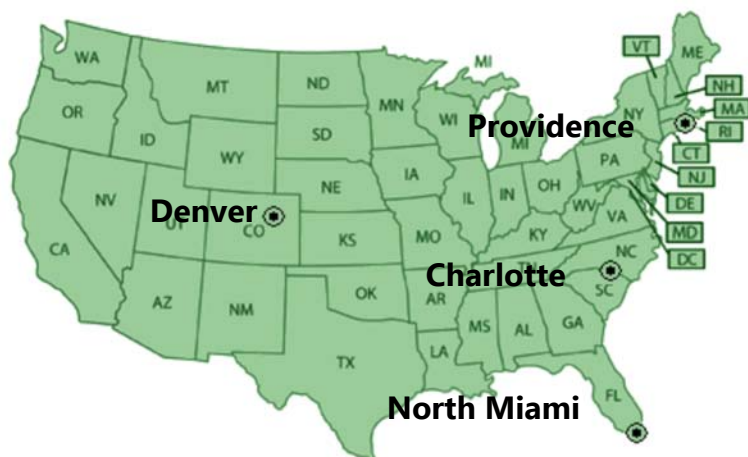 WA
MT
ND
MN
MI
VT
ME
NH
MA
RI
CT
NJ
DE
MD
DC
OR
ID
SD
WI
Providence
MI
NY
WY
IA
PA
NV
Denver
UT
CO
NE
IL
IN
OH
WV
VA
CA
KS
MO
KY
Charlotte
TN
NC
SC
AZ
NM
OK
AR
TX
LA
MS
AL
GA
North Miami
FL